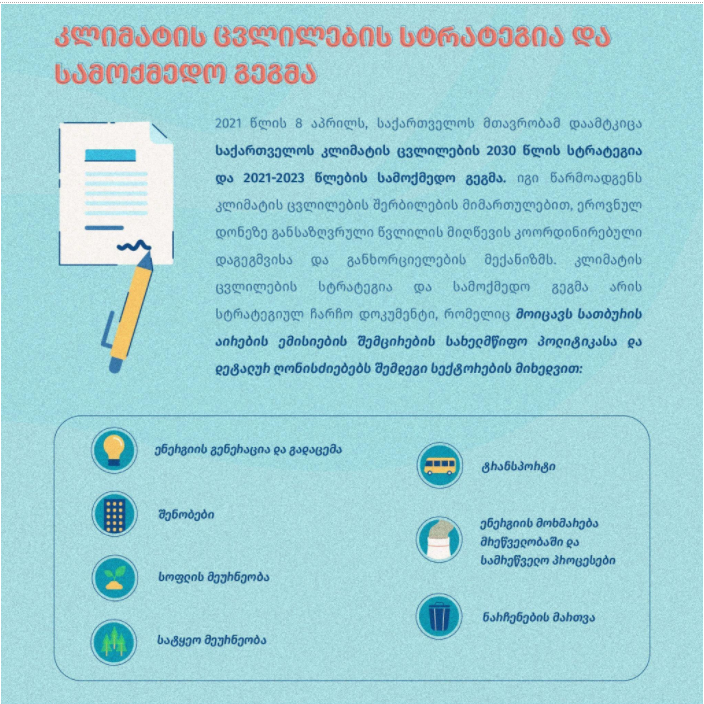 კლიმატის ცვლილების სტრატეგია და
სამოქმედო გეგმა
2021 წლის 8 აპრილს, საქართველოს მთავრობამ დაამტკიცა
საქართველოს კლიმატის ცვლილების 2030 წლის სტრატეგია
და 2021-2023 წლების სამოქმედო გეგმა. იგი წარმოადგენს
კლიმატის ცვლილების შერბილების მიმართულებით, ეროვნულ
დონეზე განსაზღვრული წვლილის მიღწევის კოორდინირებული
დაგეგმვისა და განხორციელების მექანიზმს. კლიმატის
ცვლილების სტრატეგია და სამოქმედო გეგმა არის
სტრატეგიულ ჩარჩო დოკუმენტი, რომელიც მოიცავს სათბურის
აირების ემისიების შემცირების სახელმწიფო პოლიტიკასა და
დეტალურ ღონისძიებებს შემდეგი სექტორების მიხედვით:
ენერგიის გენერაცია და გადაცემა
შენობები
სოფლის მეურნეობა
სატყეო მეურნეობა
ტრანსპორტი
ენერგიის მოხმარება
მრეწველობაში და
სამრეწველო პროცესები
ნარჩენების მართვა